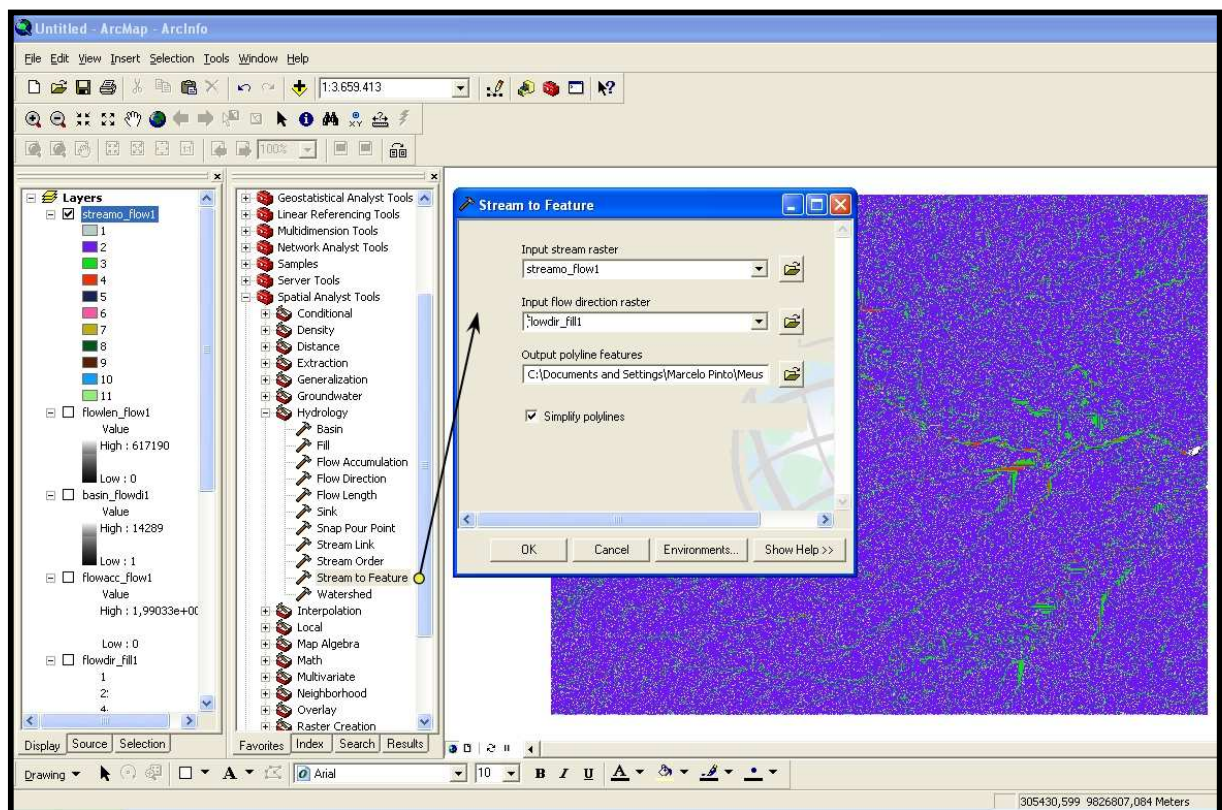 Untitled - ArcMap - ArcInfo
File Edit View Insert Selection Tools Window Help
1:3.659.413
100%
Layers
streamo_flow1
1
2
3
4
5
6
7
8
9
10
11
flowlen_flow1
Value
High : 617190
Low : 0
basin_flowdi1
Value
High : 14289
Low : 1
flowacc_flow1
Value
High : 1,99033e+00
Low : 0
flowdir_fill1
1
2
4
Display Source Selection
Geostatistical Analyst Tools
Linear Referencing Tools
Multidimension Tools
Network Analyst Tools
Samples
Server Tools
Spatial Analyst Tools
Conditional
Density
Distance
Extraction
Generalization
Groundwater
Hydrology
Basin
Fill
Flow Accumulation
Flow Direction
Flow Length
Sink
Snap Pour Point
Stream Link
Stream Order
Stream to Feature
Watershed
Interpolation
Local
Map Algebra
Math
Multivariate
Neighborhood
Overlay
Raster Creation
Favorites Index Search Results
Stream to Feature
Input stream raster
streamo_flow1
Input flow direction raster
flowdir_fill1
Output polyline features
C:\Documents and Settings\Marcelo Pinto\Meus
Simplify polylines
OK Cancel Environments... Show Help >>
Drawing A Arial 10 B I U A
305430,599 9826807,084 Meters